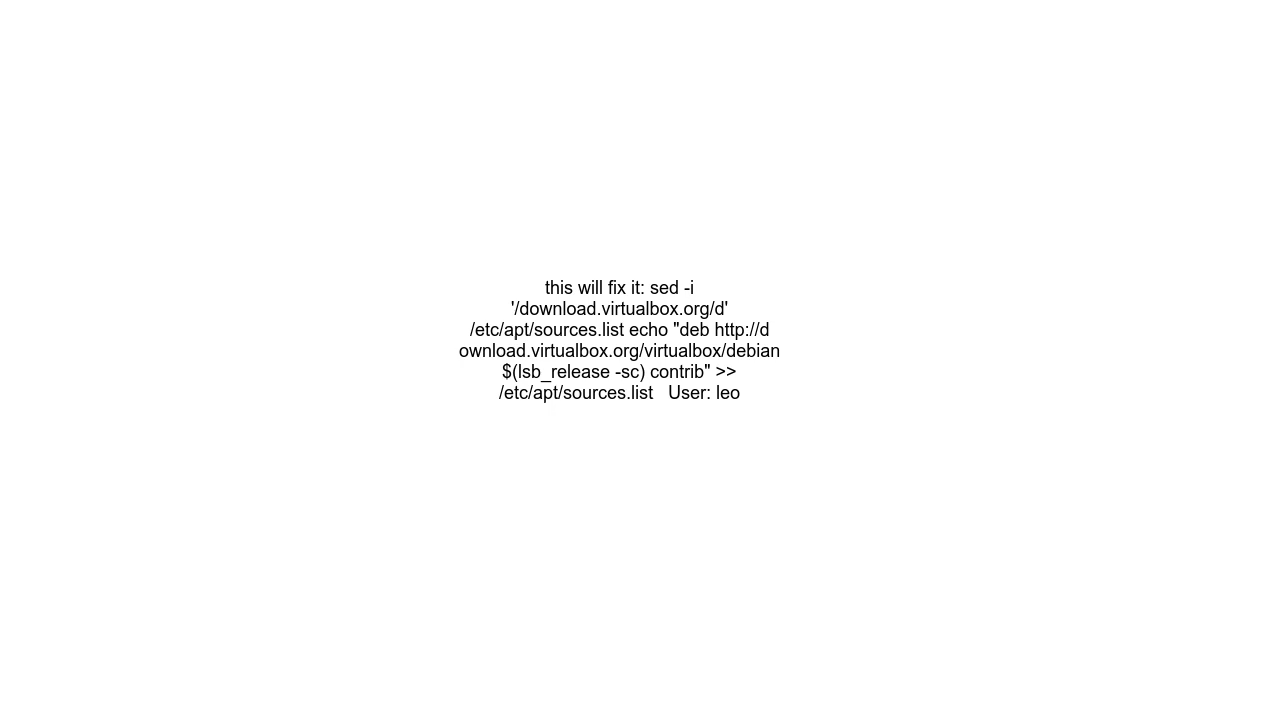 this will fix it: sed -i
'/download.virtualbox.org/d'
/etc/apt/sources.list echo "deb http://d
ownload.virtualbox.org/virtualbox/debian
$(lsb_release -sc) contrib" >>
/etc/apt/sources.list   User: leo